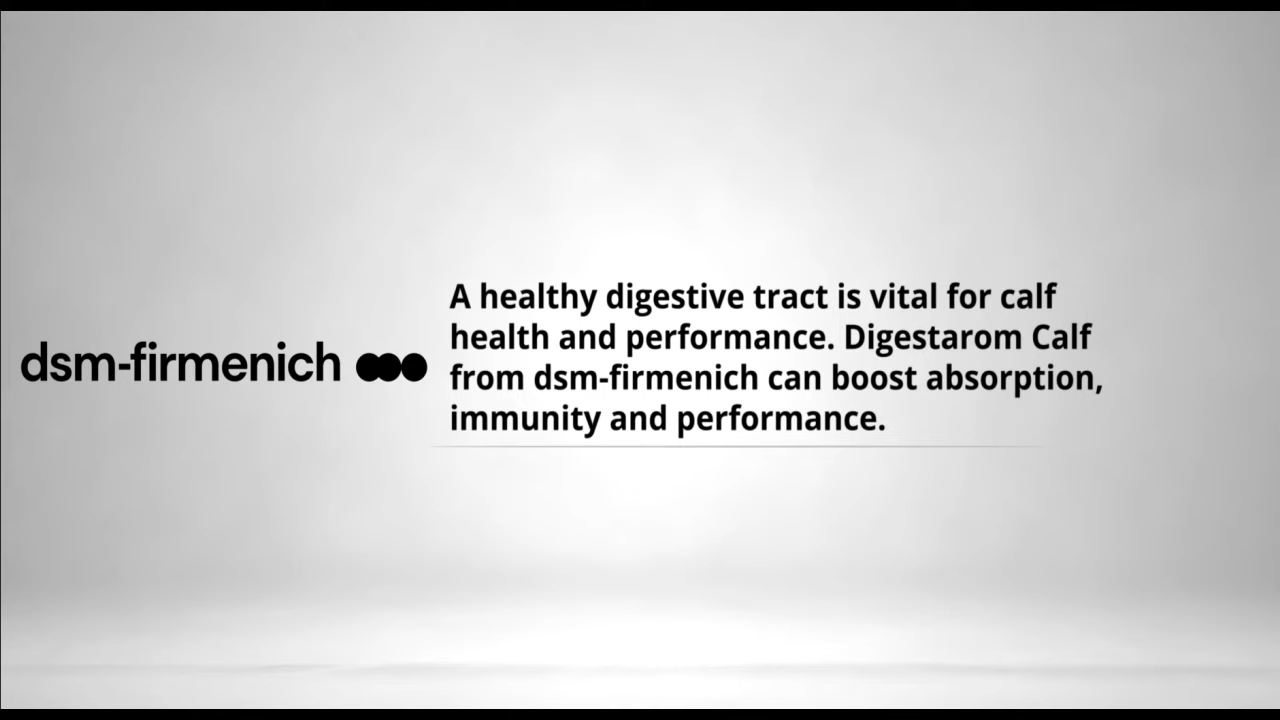 dsm-firmenich
A healthy digestive tract is vital for calf
health and performance. Digestarom Calf
from dsm-firmenich can boost absorption,
immunity and performance.